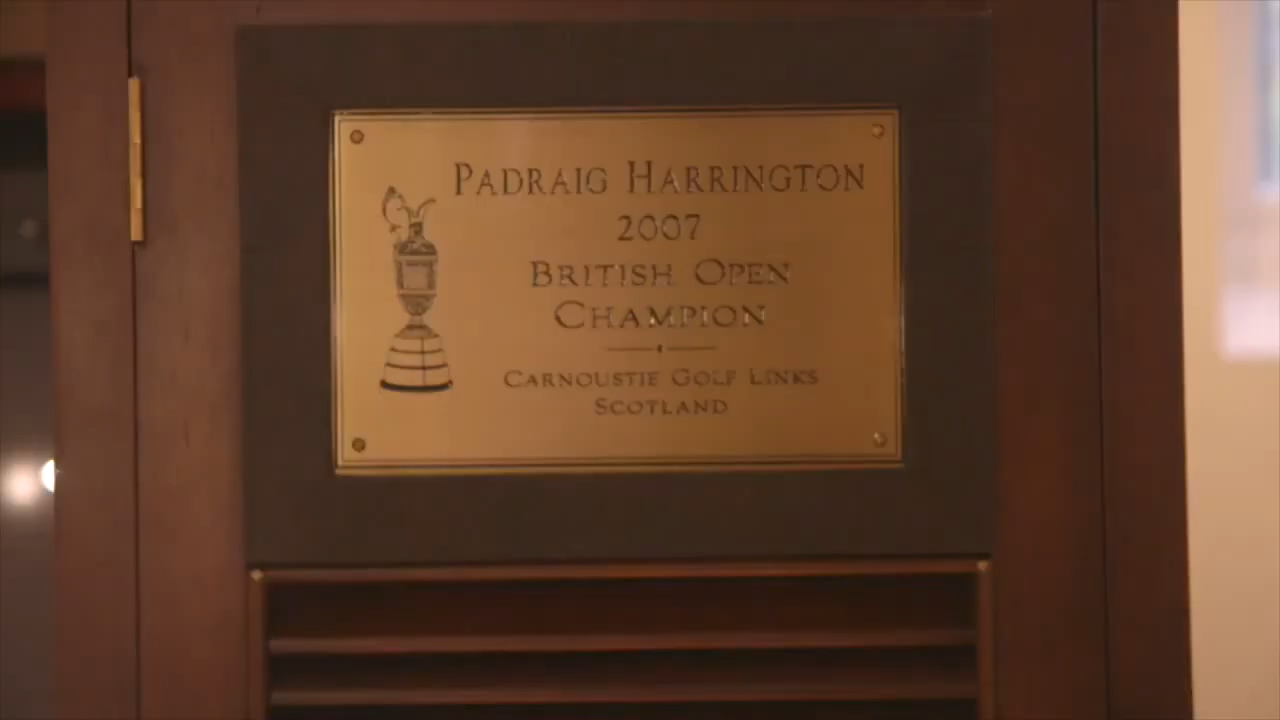 PADRAIG HARRINGTON
2007
BRITISH OPEN
CHAMPION
CARNOUSTIE GOLF LINKS
SCOTLAND